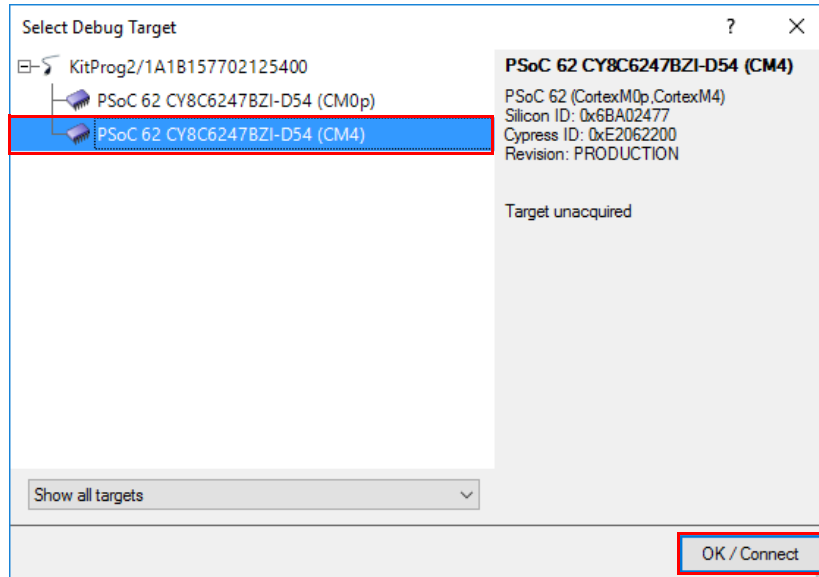 Select Debug Target
?
KitProg2/1A1B157702125400
PSoC 62 CY8C6247BZI-D54 (CM0p)
PSoC 62 CY8C6247BZI-D54 (CM4)
PSoC 62 CY8C6247BZI-D54 (CM4)
PSoC 62 (CortexM0p,CortexM4)
Silicon ID: 0x6BA02477
Cypress ID: 0xE2062200
Revision: PRODUCTION
Target unacquired
Show all targets
OK / Connect